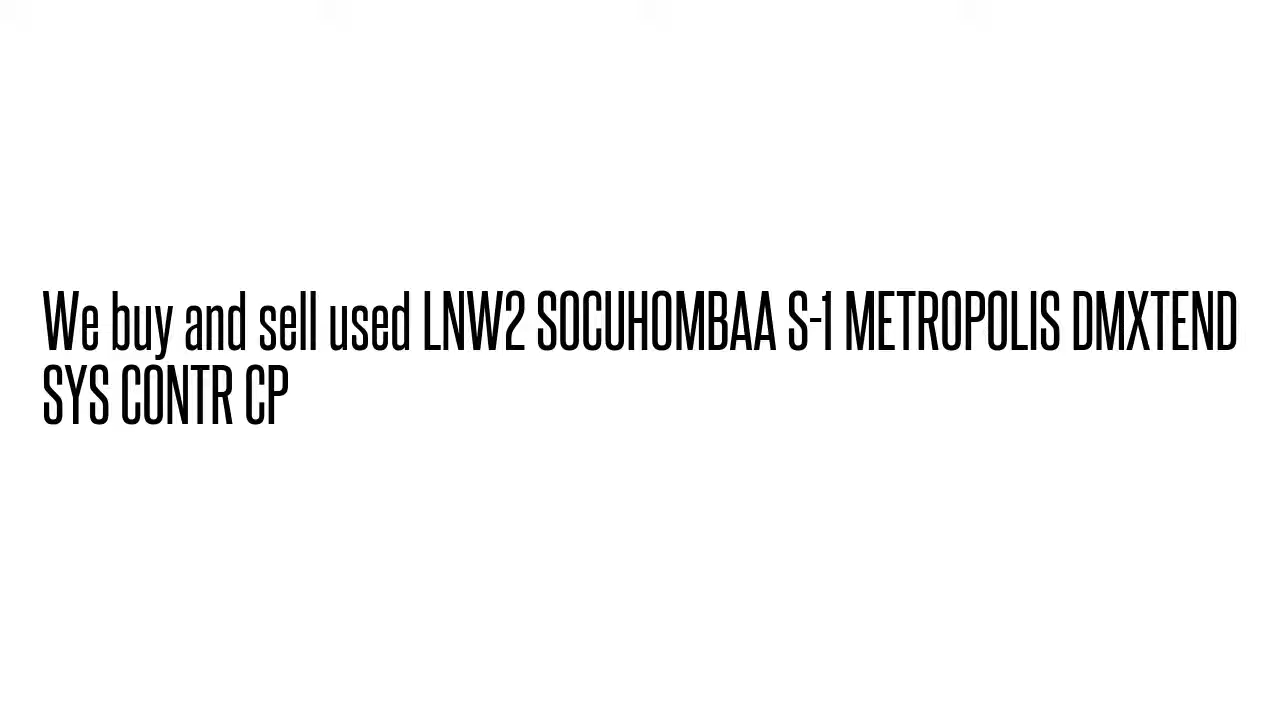 We buy and sell used LNW2 SOCUHOMBAA S-1 METROPOLIS DMXTEND
SYS CONTR CP